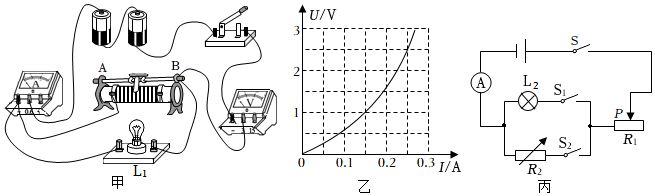 A
B
A
V
L₁
甲
U/V
3
2
1
0
0.1
0.2
0.3
I/A
乙
S
A
L₂
S₁
P
R₁
R₂
S₂
丙